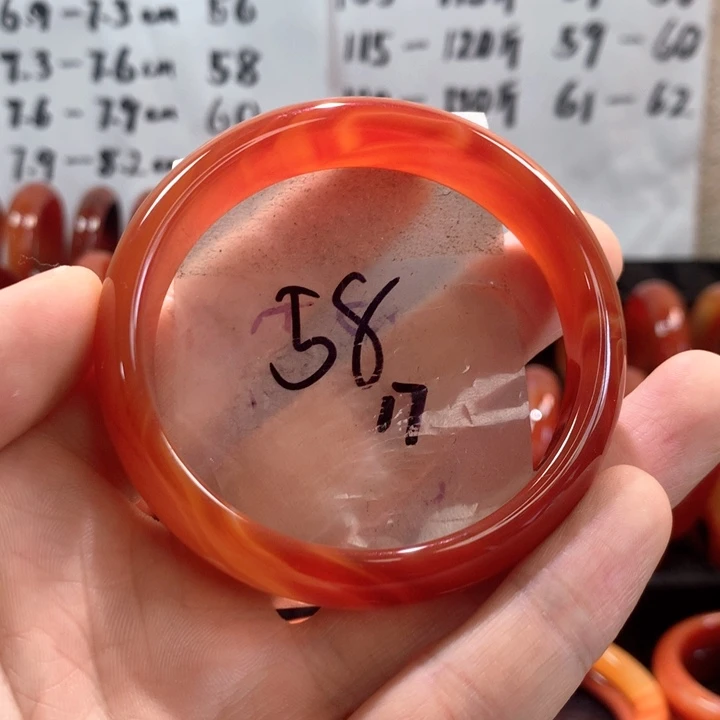 6.9-7.3cm 56
7.3-7.6cm 58
7.6-7.9cm 60
7.9-8.2cm
115-120斤 59-60
61-62
58
17